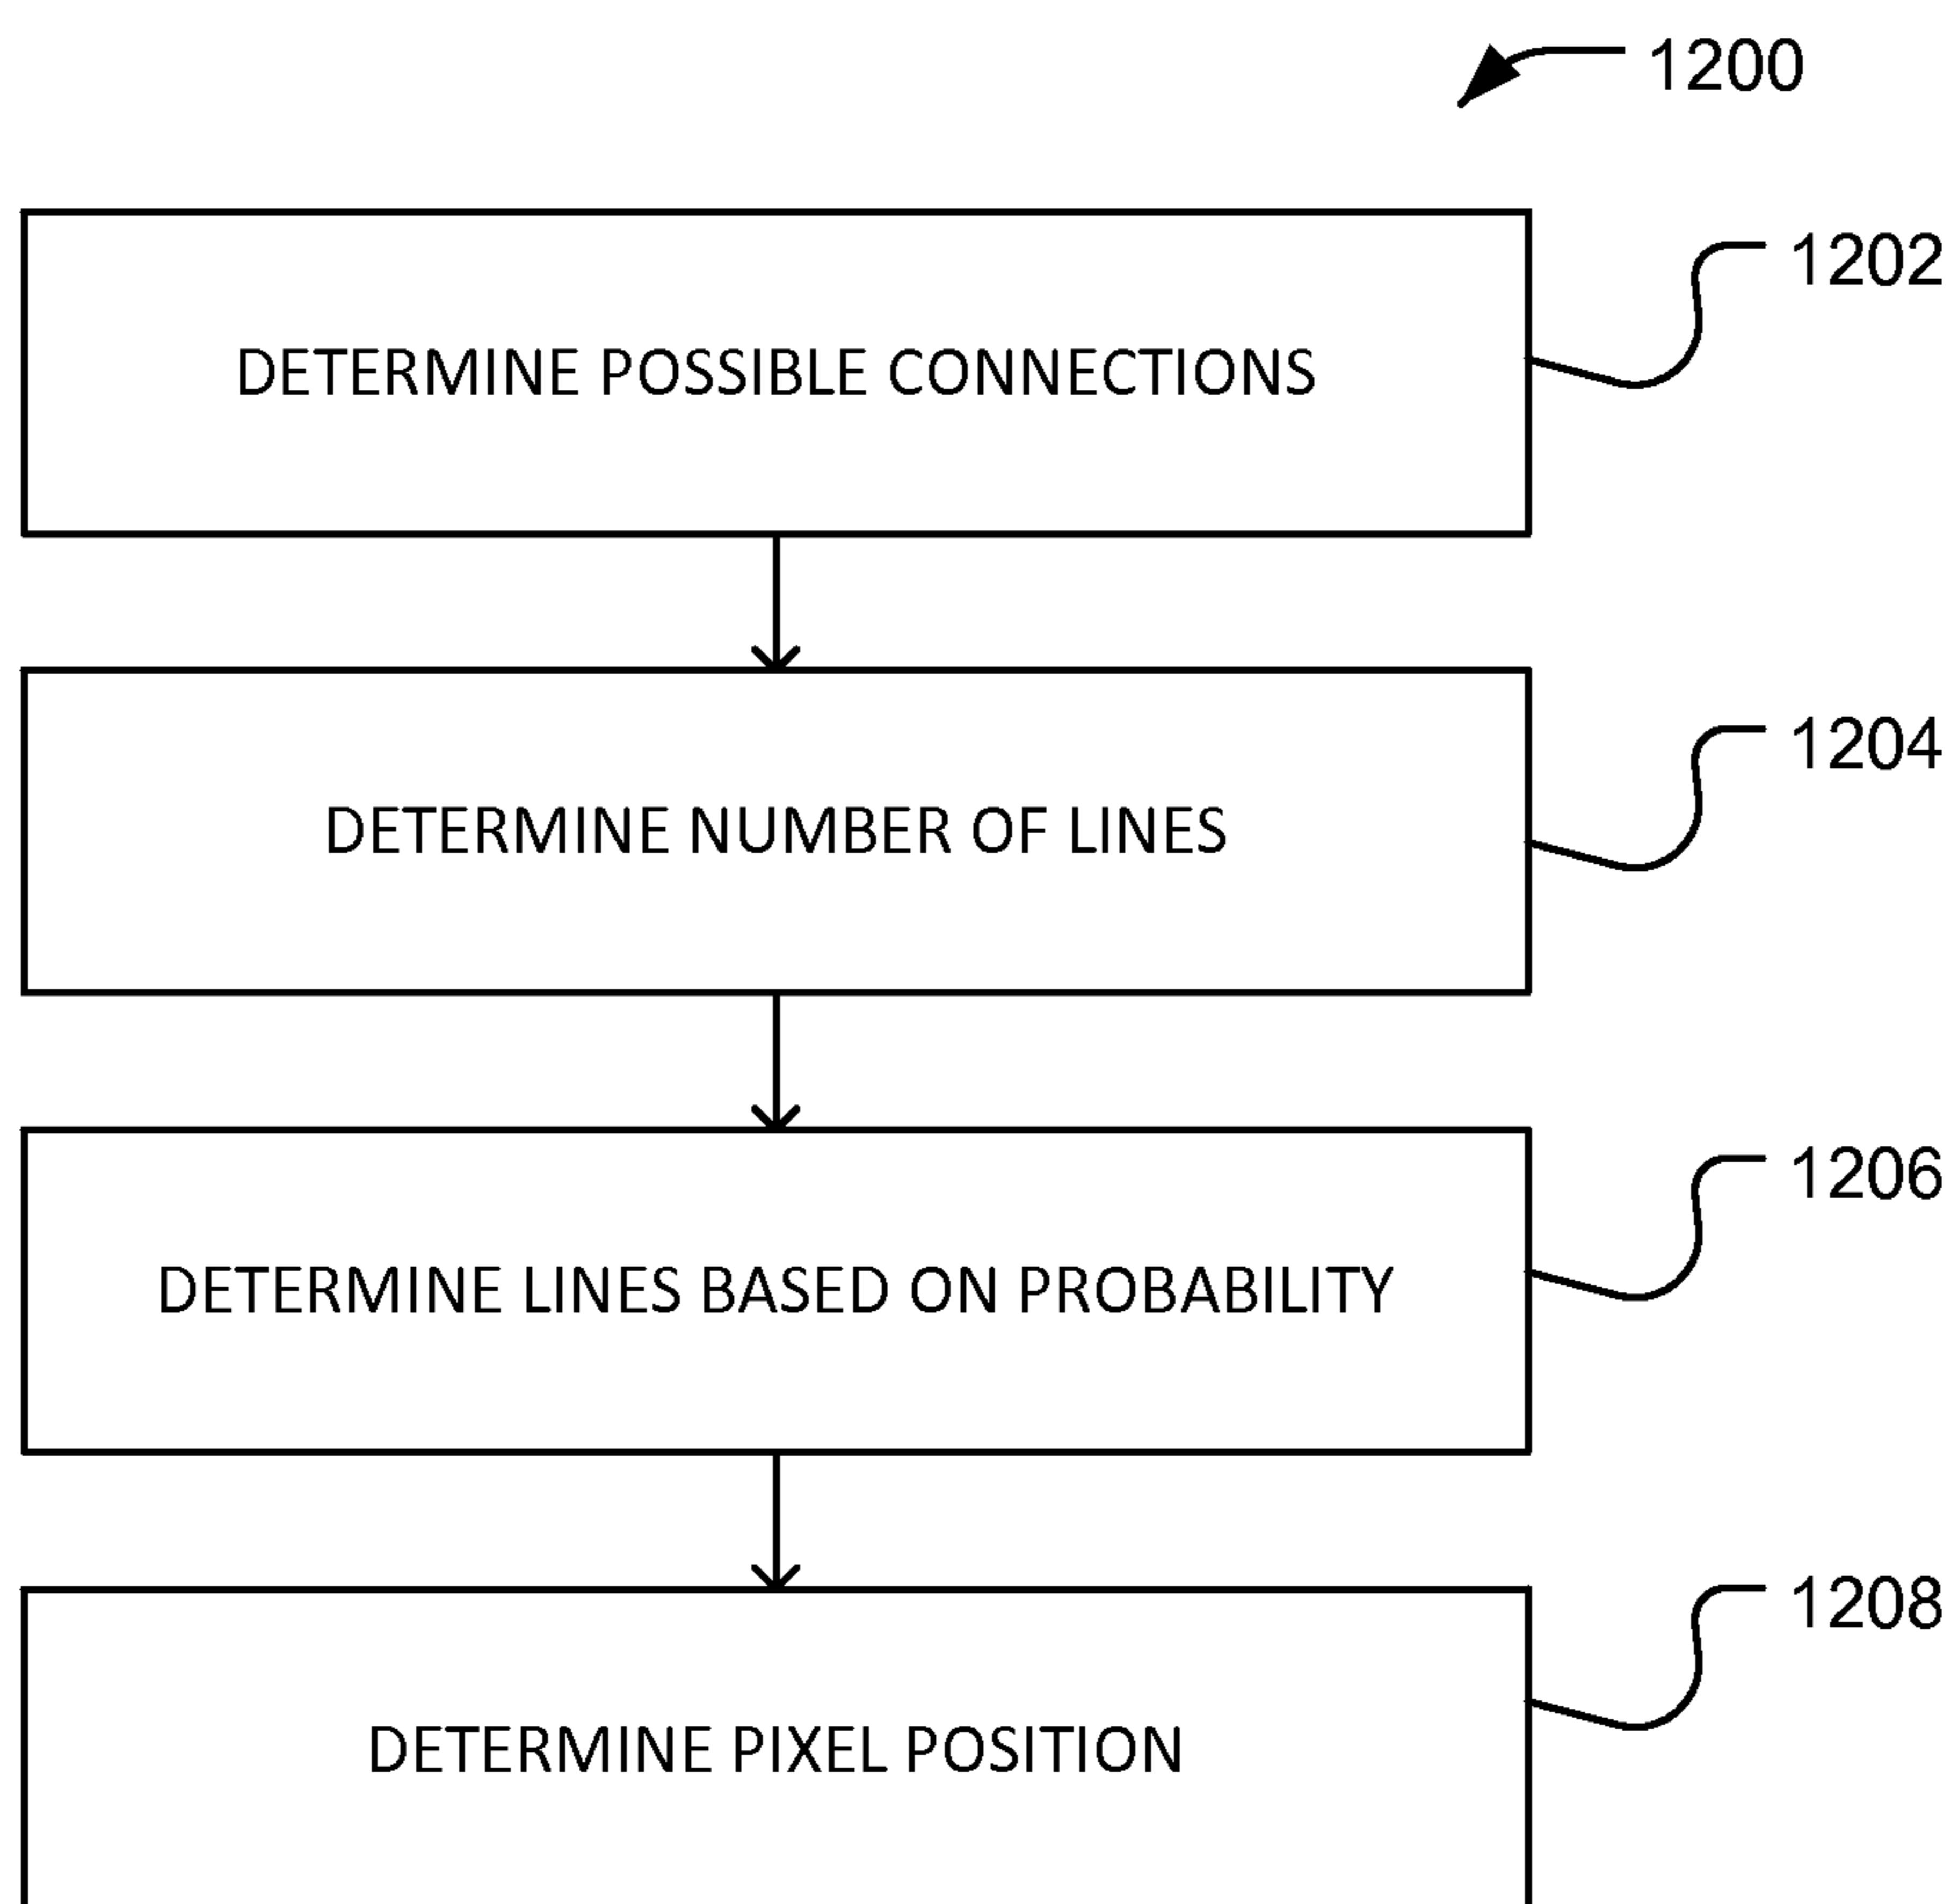 1200
DETERMINE POSSIBLE CONNECTIONS
1202
DETERMINE NUMBER OF LINES
1204
DETERMINE LINES BASED ON PROBABILITY
1206
DETERMINE PIXEL POSITION
1208